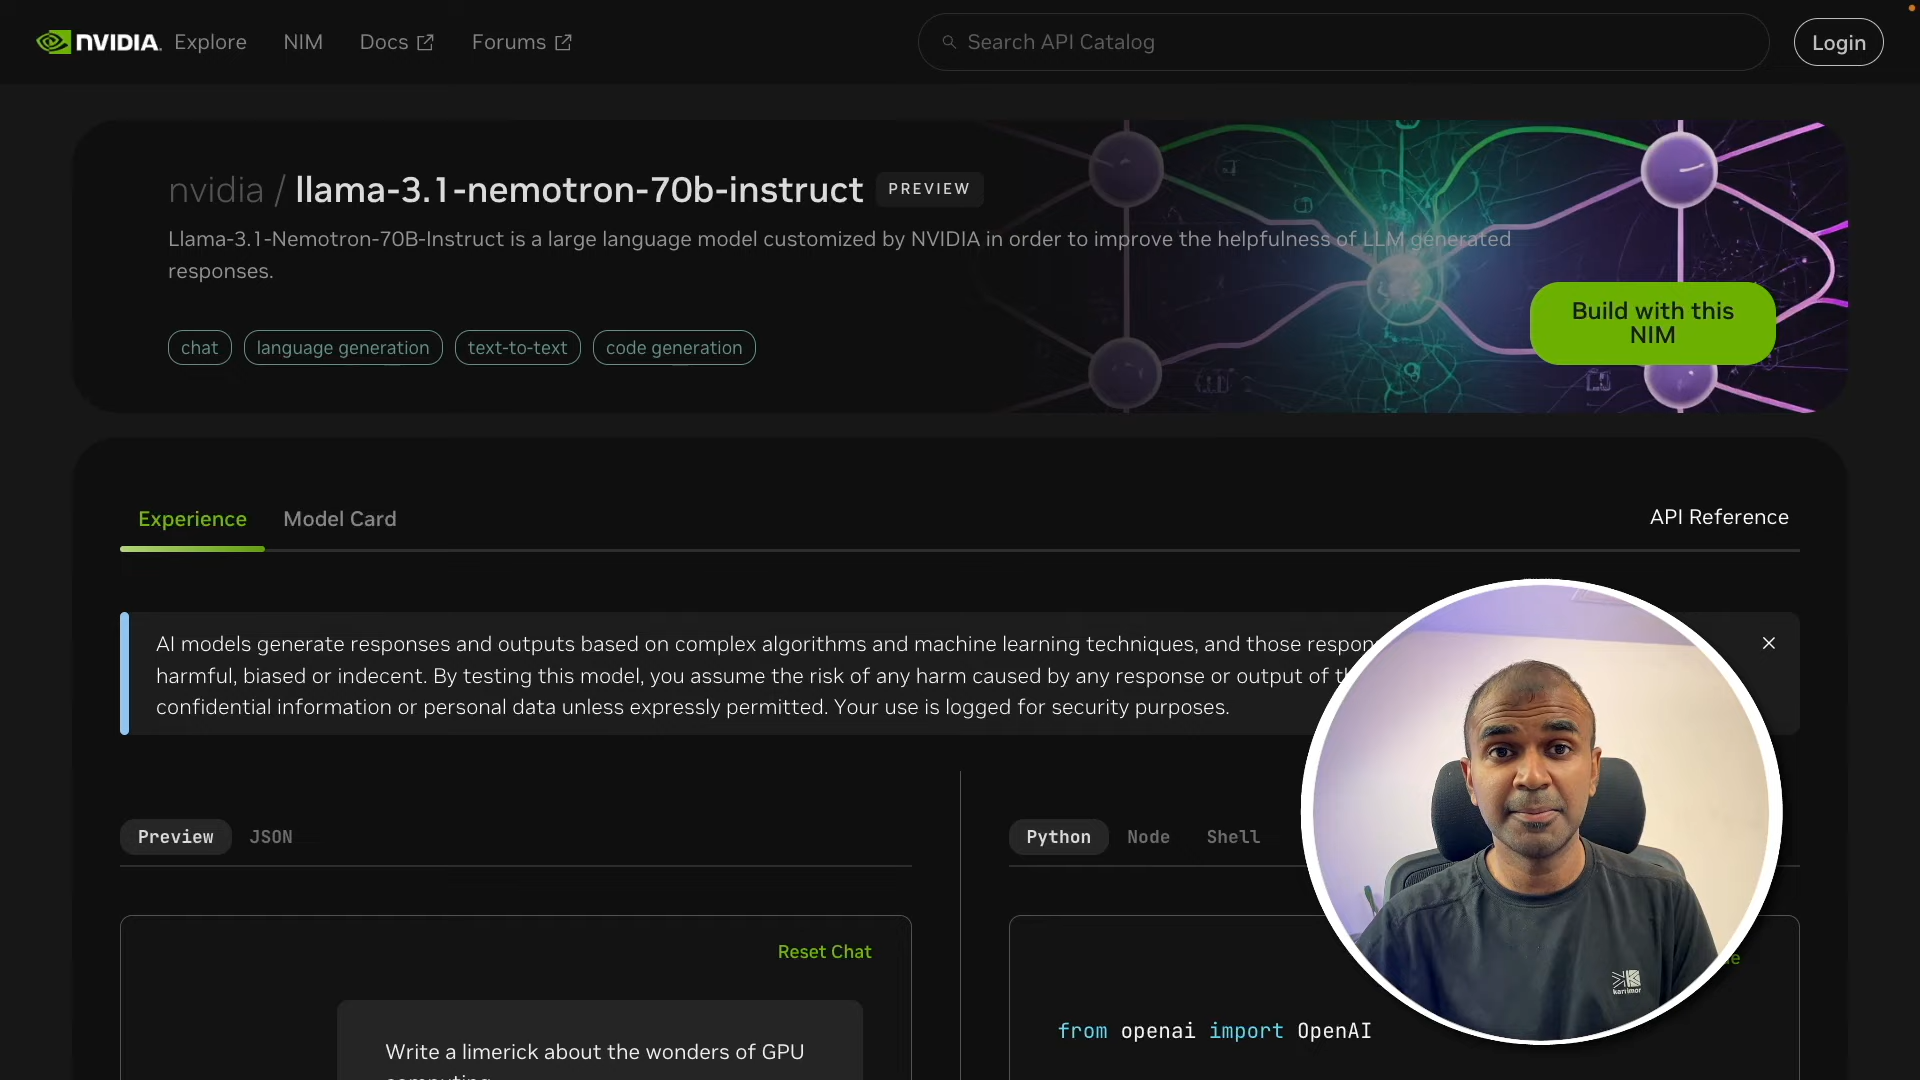 NVIDIA. Explore NIM Docs Forums Search API Catalog Login
nvidia / llama-3.1-nemotron-70b-instruct PREVIEW
Llama-3.1-Nemotron-70B-Instruct is a large language model customized by NVIDIA in order to improve the helpfulness of LLM generated
responses.
Build with this
NIM
chat language generation text-to-text code generation
Experience Model Card API Reference
AI models generate responses and outputs based on complex algorithms and machine learning techniques, and those
harmful, biased or indecent. By testing this model, you assume the risk of any harm caused by any response or output of
confidential information or personal data unless expressly permitted. Your use is logged for security purposes.
Preview JSON Python Node Shell
Reset Chat
karrimor
from openai import OpenAI
Write a limerick about the wonders of GPU